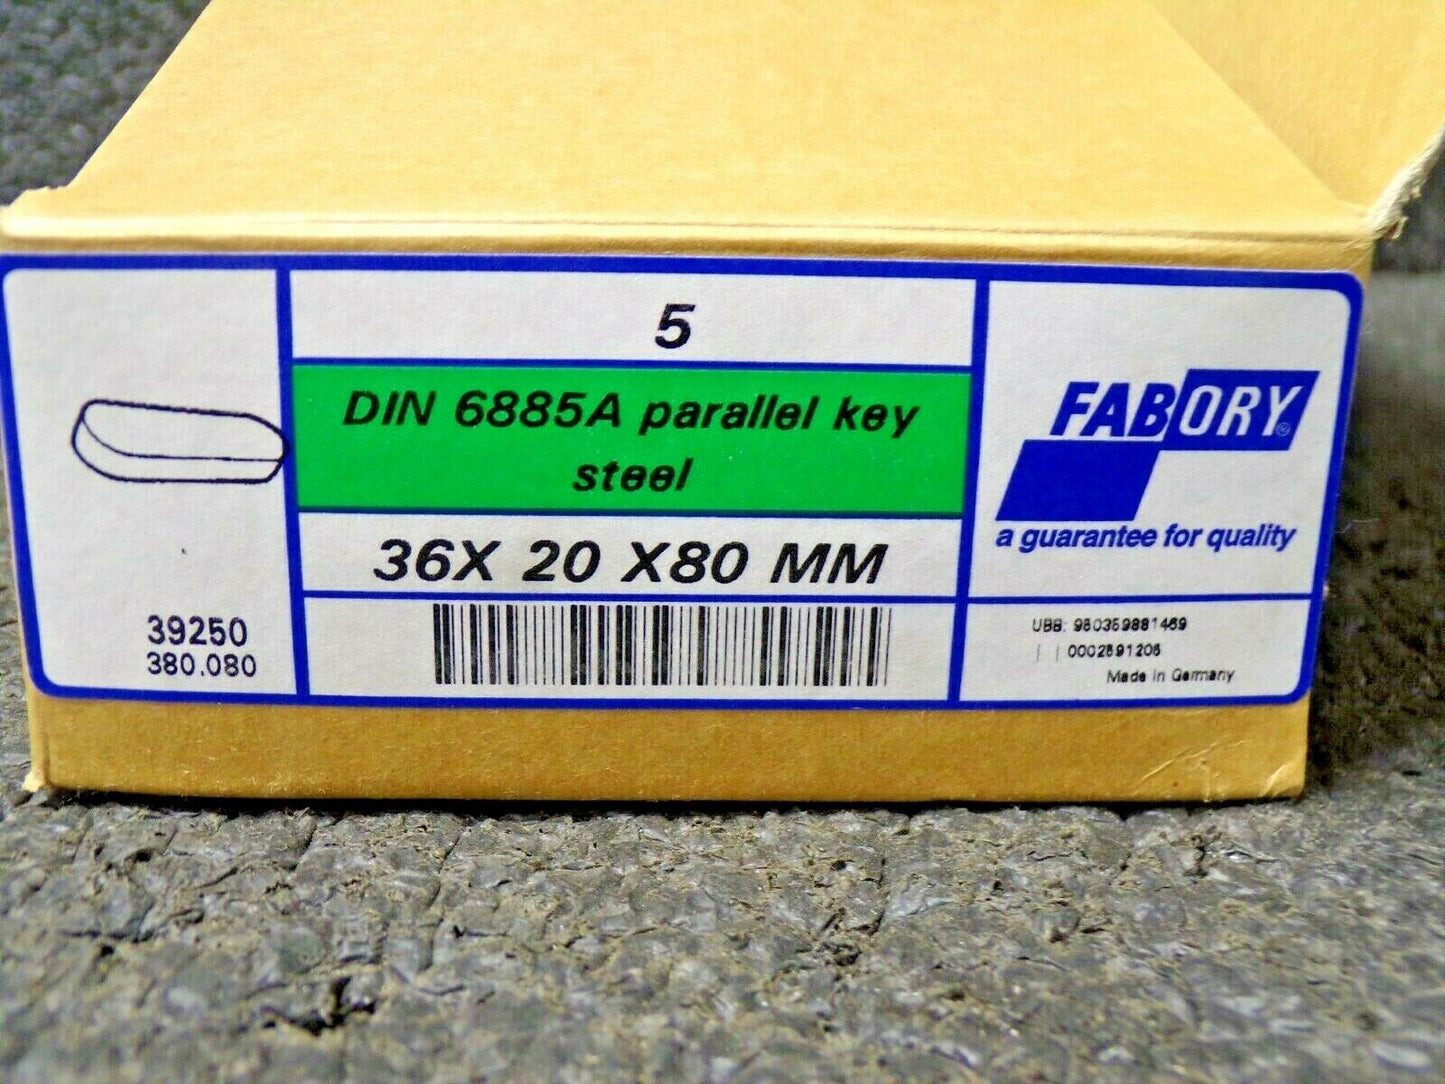 5
DIN 6885A parallel key
steel
36X 20 X80 MM
39250
380.080
FABORY®
a guarantee for quality
UBB: 980359881469
0002891206
Made in Germany